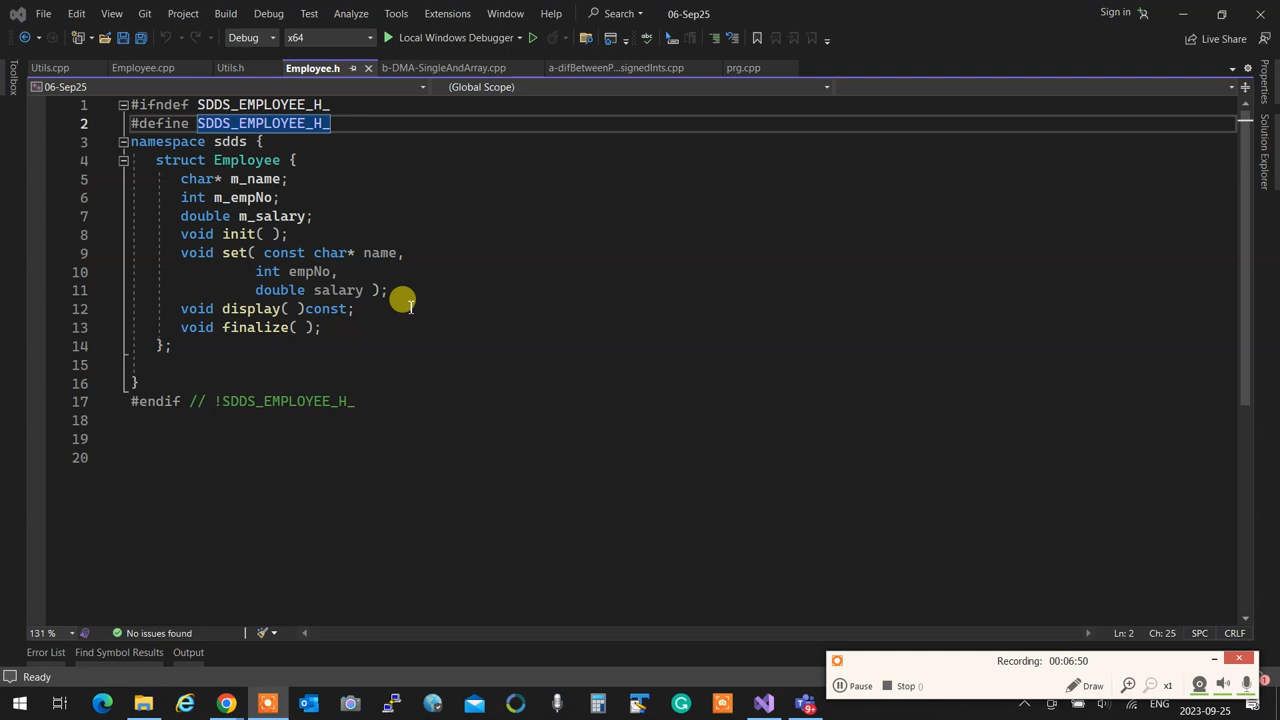 File Edit View Git Project Build Debug Test Analyze Tools Extensions Window Help Search 06-Sep25 Sign in
Debug x64 Local Windows Debugger Live Share
Utils.cpp Employee.cpp Utils.h Employee.h b-DMA-SingleAndArray.cpp a-difBetweenP...signedInts.cpp prg.cpp
Toolbox
06-Sep25 (Global Scope)
Properties
Solution Explorer
1 #ifndef SDDS_EMPLOYEE_H_
2 #define SDDS_EMPLOYEE_H_
3 namespace sdds {
4 struct Employee {
5 char* m_name;
6 int m_empNo;
7 double m_salary;
8 void init( );
9 void set( const char* name,
10 int empNo,
11 double salary );
12 void display( )const;
13 void finalize( );
14 };
15
16 }
17 #endif // !SDDS_EMPLOYEE_H_
18
19
20
131 % No issues found Ln: 2 Ch: 25 SPC CRLF
Error List Find Symbol Results Output
Ready
Recording: 00:06:50
Pause Stop () Draw x1
1
9+
ENG
2023-09-25